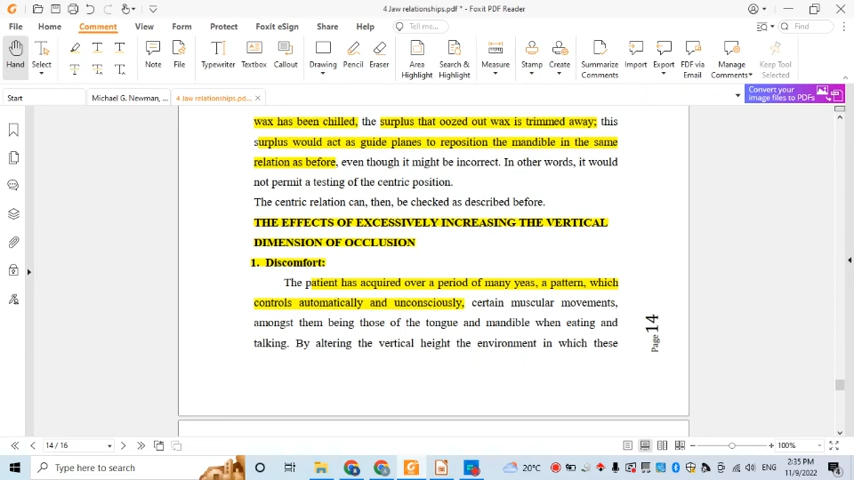 4 Jaw relationships.pdf * - Foxit PDF Reader
File Home Comment View Form Protect Foxit eSign Share Help Tell me... Find
Hand Select Note File Typewriter Textbox Callout Drawing Pencil Eraser Area Highlight Search & Highlight Measure Stamp Create Summarize Comments Import Export FDF via Email Manage Comments Keep Tool Selected
Start Michael G. Newman, ... 4 Jaw relationships.pd... Convert your image files to PDFs
wax has been chilled, the surplus that oozed out wax is trimmed away; this
surplus would act as guide planes to reposition the mandible in the same
relation as before, even though it might be incorrect. In other words, it would
not permit a testing of the centric position.
The centric relation can, then, be checked as described before.
THE EFFECTS OF EXCESSIVELY INCREASING THE VERTICAL
DIMENSION OF OCCLUSION
1. Discomfort:
The patient has acquired over a period of many yeas, a pattern, which
controls automatically and unconsciously, certain muscular movements,
amongst them being those of the tongue and mandible when eating and
talking. By altering the vertical height the environment in which these
Page 14
14 / 16 100%
Type here to search 20°C ENG 2:35 PM
11/9/2022 4